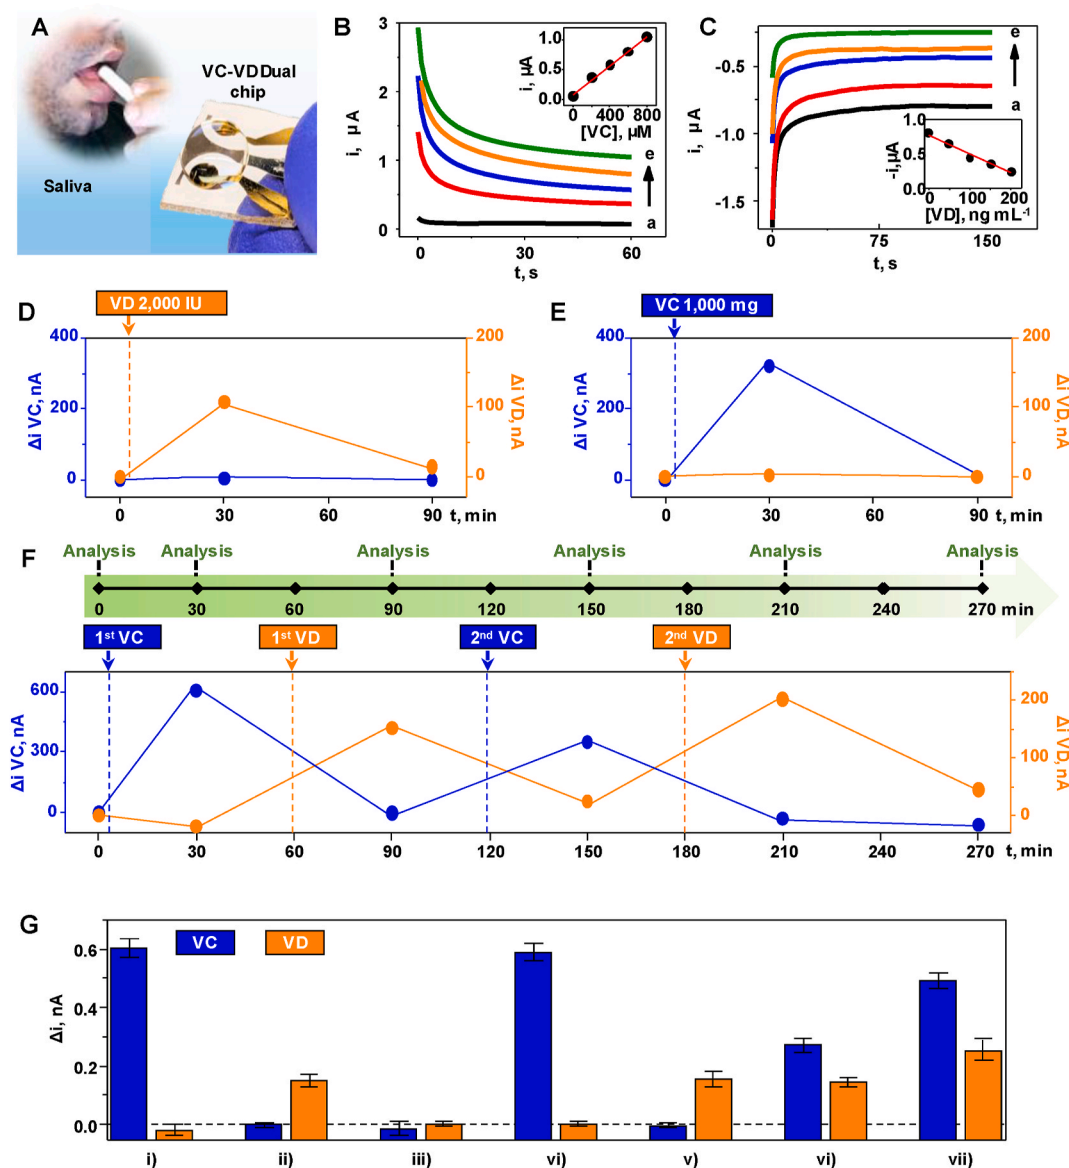 A
VC-VD Dual
chip
Saliva
B
3
2
1
0
i, µA
0
30
60
t, s
e
a
1.0
0.5
0.0
i, µA
0
400
800
[VC], µM
C
-0.5
-1.0
-1.5
i, µA
0
75
150
t, s
e
a
1.0
0.5
0.0
-i, µA
0
100
200
[VD], ng mL-1
D
VD 2,000 IU
400
200
0
Δi VC, nA
200
100
0
Δi VD, nA
0
30
60
90
t, min
E
VC 1,000 mg
400
200
0
Δi VC, nA
200
100
0
Δi VD, nA
0
30
60
90
t, min
F
Analysis Analysis Analysis Analysis Analysis Analysis
0 30 60 90 120 150 180 210 240 270 min
1st VC 1st VD 2nd VC 2nd VD
600
300
0
Δi VC, nA
200
100
0
Δi VD, nA
0 30 60 90 120 150 180 210 240 270 t, min
G
VC VD
0.6
0.4
0.2
0.0
Δi, nA
i) ii) iii) vi) v) vi) vii)